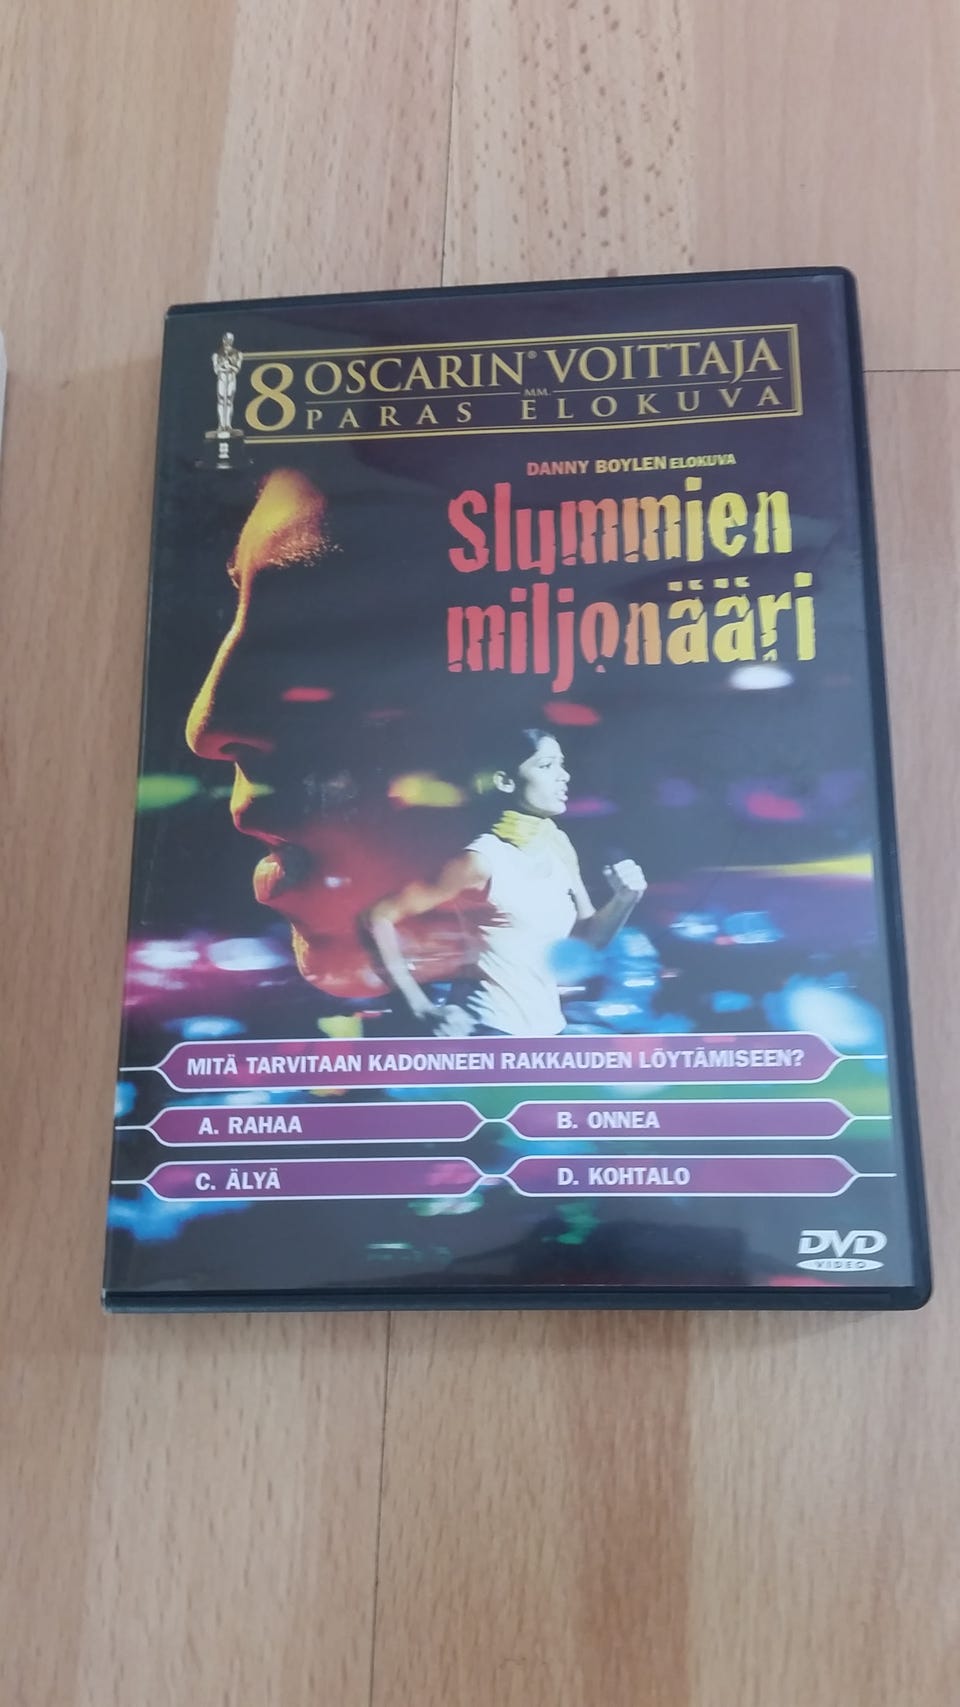 8 OSCARIN® VOITTAJA
MM.
PARAS ELOKUVA
DANNY BOYLEN ELOKUVA
Slummien
miljonääri
MITÄ TARVITAAN KADONNEEN RAKKAUDEN LÖYTÄMISEEN?
A. RAHAA
B. ONNEA
C. ÄLYÄ
D. KOHTALO
DVD
VIDEO